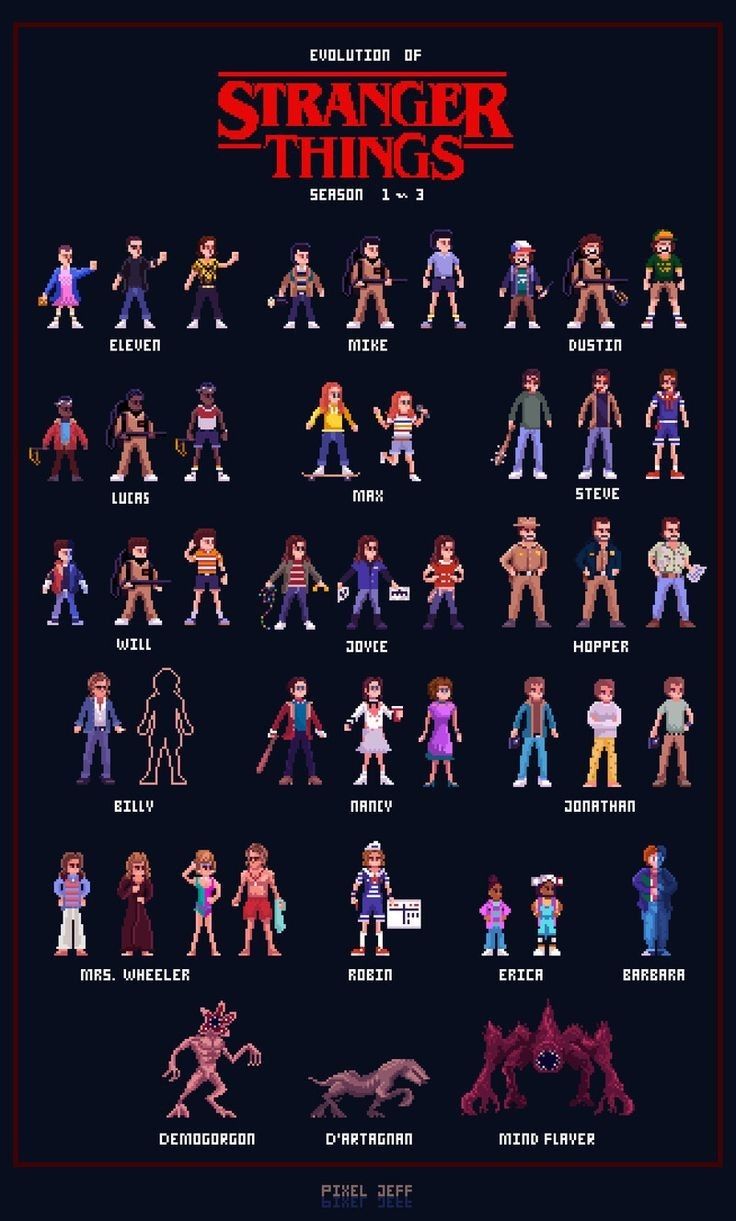 EVOLUTION OF
STRANGER
THINGS
SEASON 1 ~ 3
ELEVEN
MIKE
DUSTIN
LUCAS
MAX
STEVE
WILL
JOYCE
HOPPER
BILLY
NANCY
JONATHAN
MRS. WHEELER
ROBIN
ERICA
BARBARA
DEMOGORGON
D'ARTAGNAN
MIND FLAYER
PIXEL JEFF